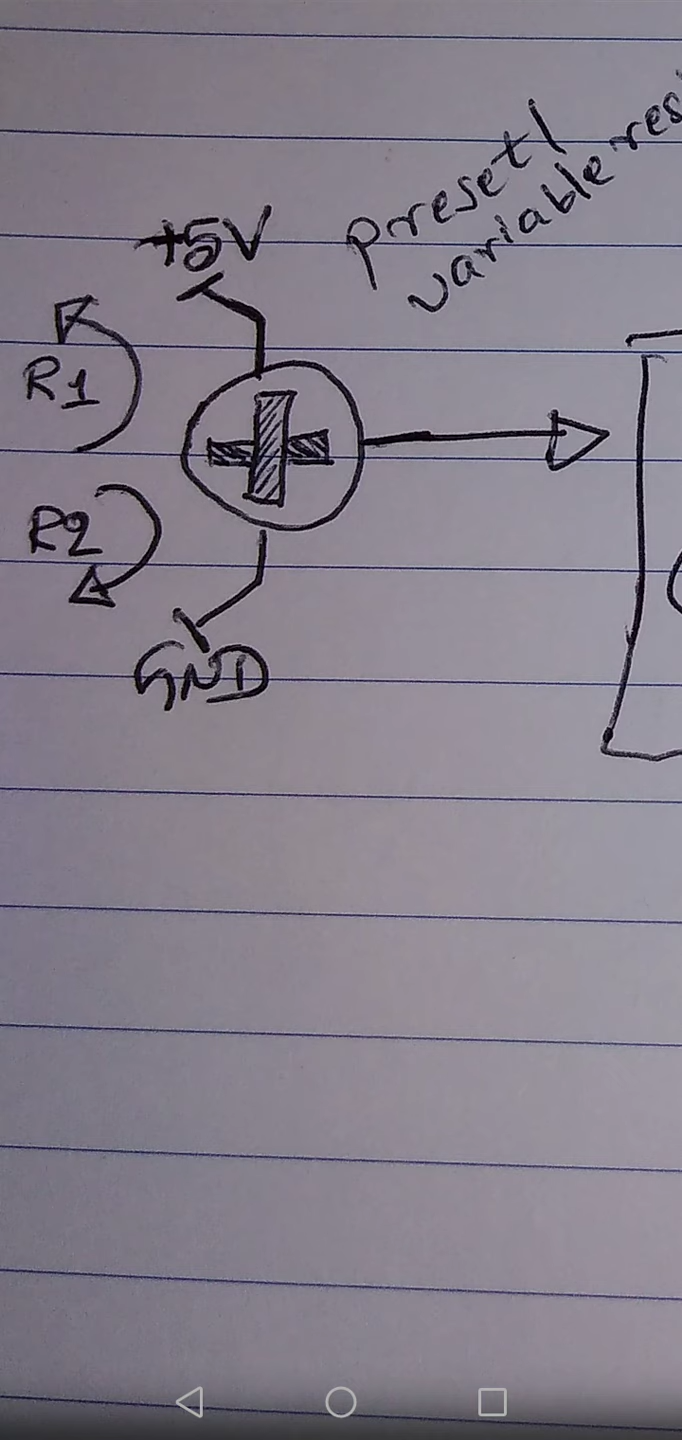 preset/
variable res
+5V
R1
R2
GND